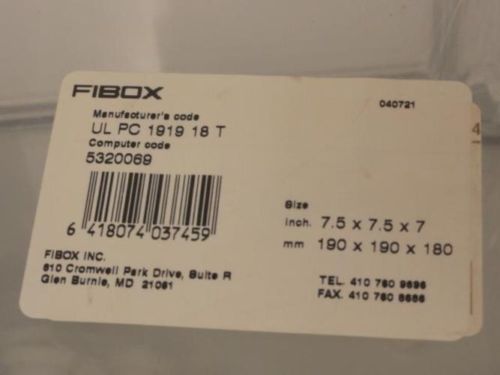 FIBOX
040721
Manufacturer's code
UL PC 1919 18 T
Computer code
5320069
6 418074 037459
Size
inch. 7.5 x 7.5 x 7
mm 190 x 190 x 180
FIBOX INC.
810 Cromwell Park Drive, Suite R
Glen Burnie, MD 21061
TEL. 410 760 9696
FAX. 410 760 8686
4